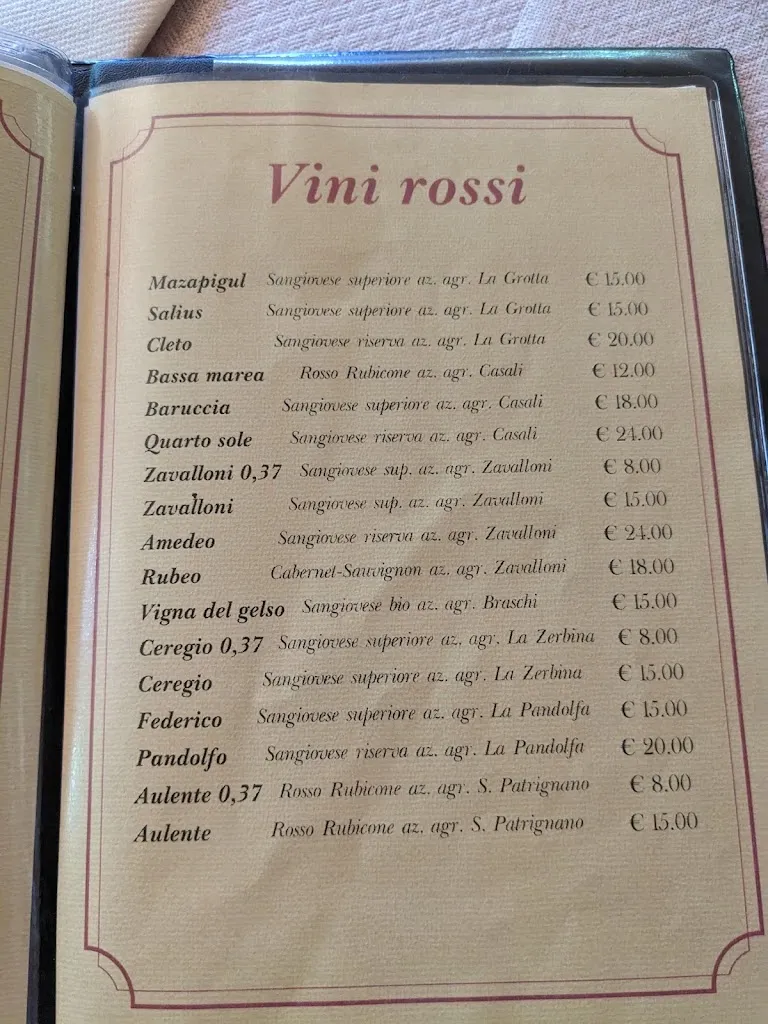 Vini rossi
Mazapigul Sangiovese superiore az. agr. La Grotta € 15.00
Salius Sangiovese superiore az. agr. La Grotta € 15.00
Cleto Sangiovese riserva az. agr. La Grotta € 20.00
Bassa marea Rosso Rubicone az. agr. Casali € 12.00
Baruccia Sangiovese superiore az. agr. Casali € 18.00
Quarto sole Sangiovese riserva az. agr. Casali € 24.00
Zavalloni 0,37 Sangiovese sup. az. agr. Zavalloni € 8.00
Zavalloni Sangiovese sup. az. agr. Zavalloni € 15.00
Amedeo Sangiovese riserva az. agr. Zavalloni € 24.00
Rubeo Cabernet-Sauvignon az. agr. Zavalloni € 18.00
Vigna del gelso Sangiovese bio az. agr. Braschi € 15.00
Ceregio 0,37 Sangiovese superiore az. agr. La Zerbina € 8.00
Ceregio Sangiovese superiore az. agr. La Zerbina € 15.00
Federico Sangiovese superiore az. agr. La Pandolfa € 15.00
Pandolfo Sangiovese riserva az. agr. La Pandolfa € 20.00
Aulente 0,37 Rosso Rubicone az. agr. S. Patrignano € 8.00
Aulente Rosso Rubicone az. agr. S. Patrignano € 15.00